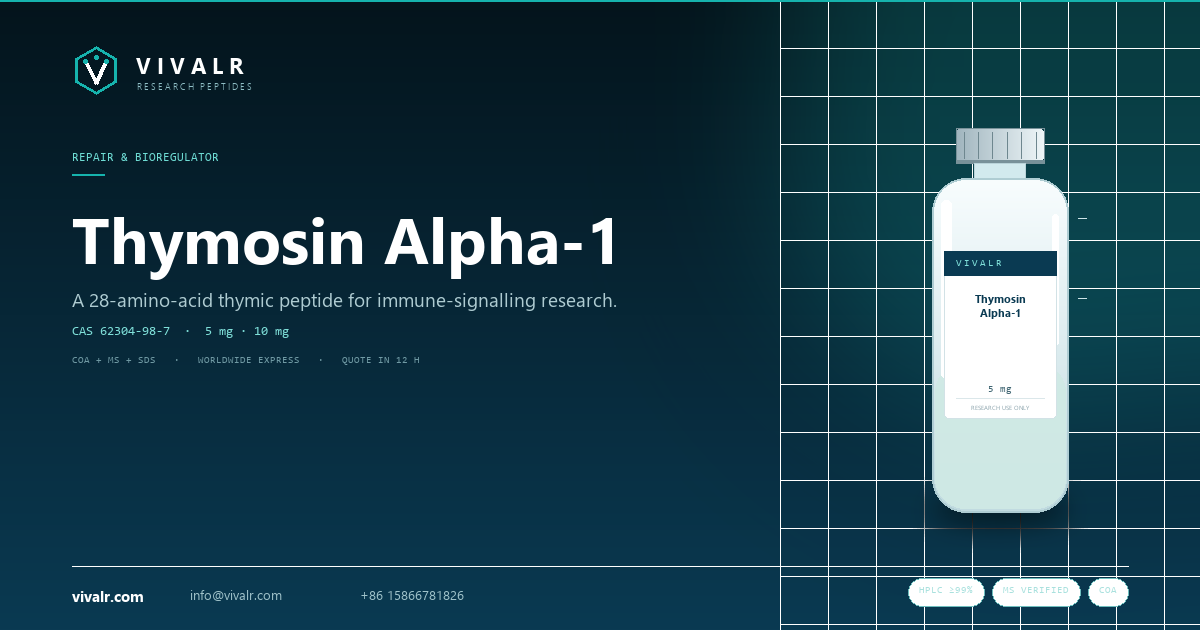 VIVALR
RESEARCH PEPTIDES
REPAIR & BIOREGULATOR
Thymosin Alpha-1
A 28-amino-acid thymic peptide for immune-signalling research.
CAS 62304-98-7 · 5 mg · 10 mg
COA + MS + SDS · WORLDWIDE EXPRESS · QUOTE IN 12 H
VIVALR
Thymosin
Alpha-1
5 mg
RESEARCH USE ONLY
vivalr.com info@vivalr.com +86 15866781826
HPLC ≥99% MS VERIFIED COA